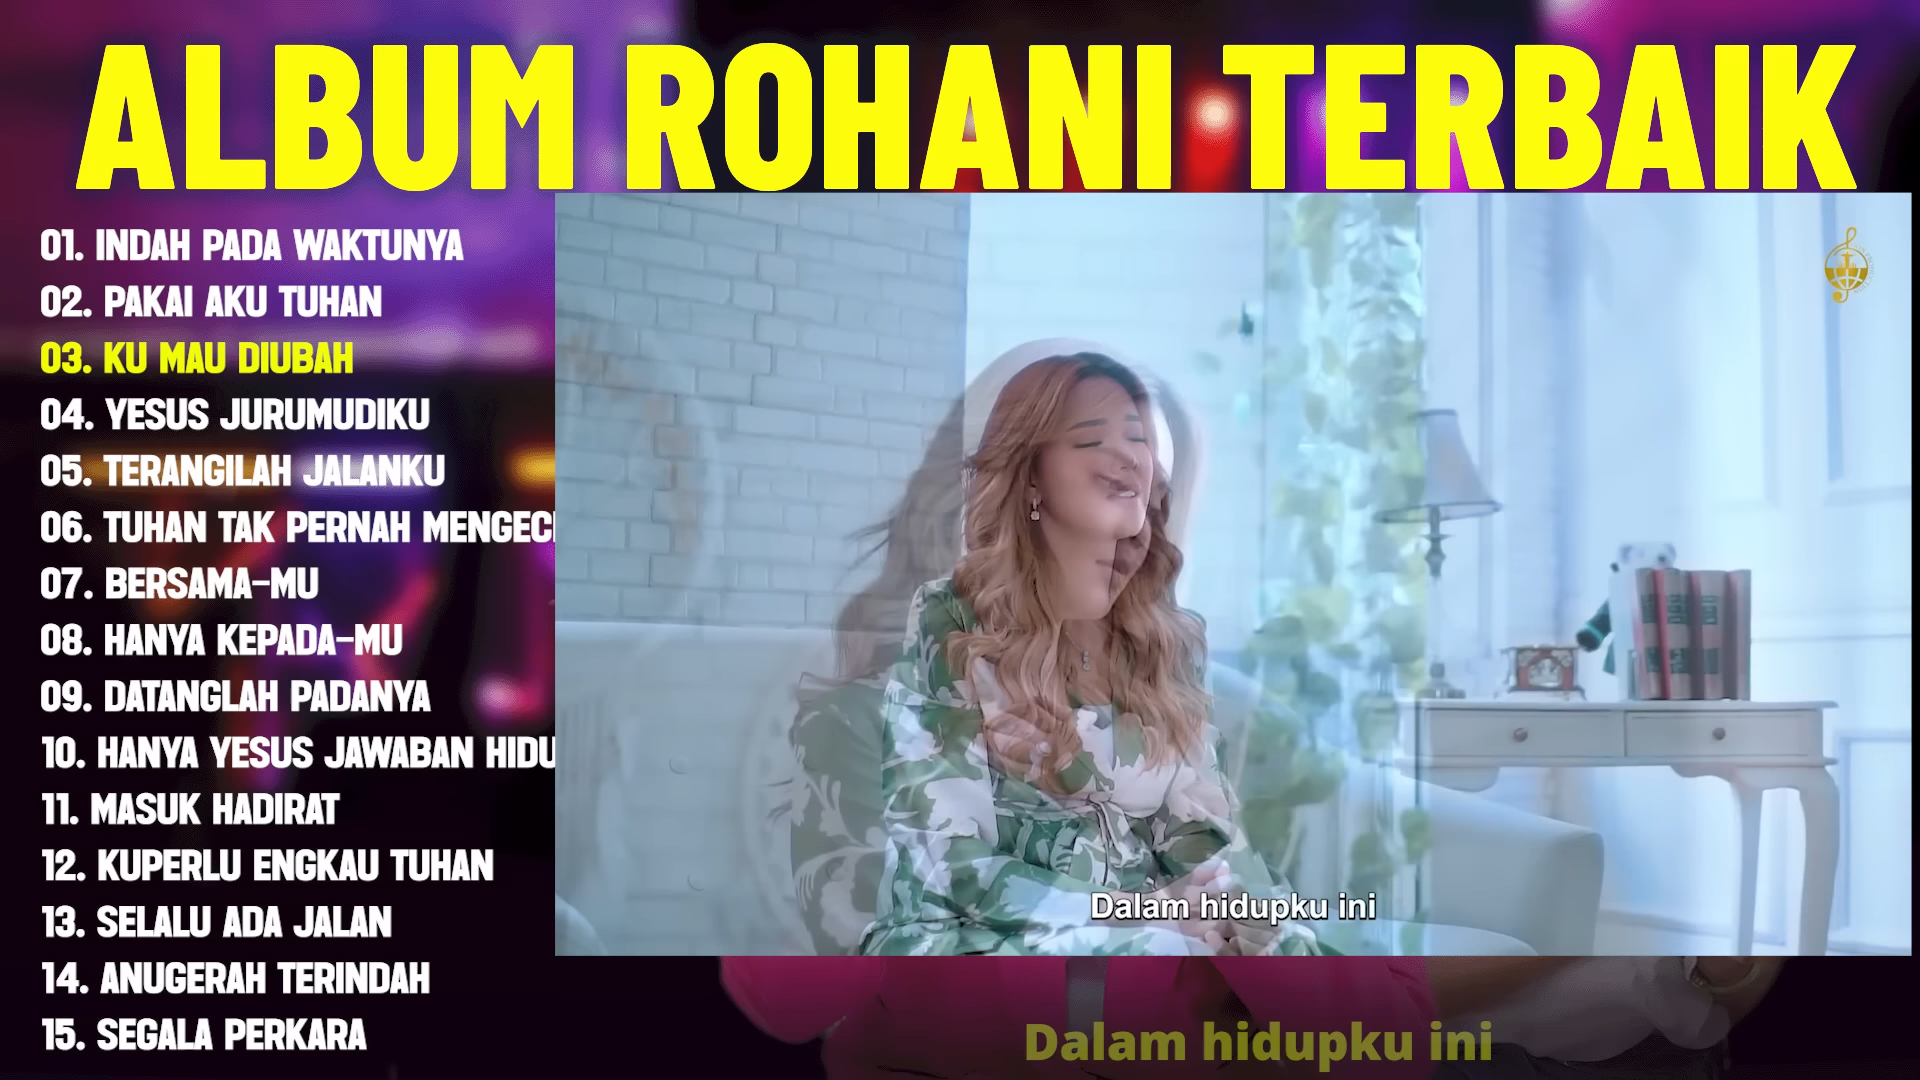 ALBUM ROHANI TERBAIK
01. INDAH PADA WAKTUNYA
02. PAKAI AKU TUHAN
03. KU MAU DIUBAH
04. YESUS JURUMUDIKU
05. TERANGILAH JALANKU
06. TUHAN TAK PERNAH
07. BERSAMA-MU
08. HANYA KEPADA-MU
09. DATANGLAH PADANYA
10. HANYA YESUS JAWABAN
11. MASUK HADIRAT
12. KUPERLU ENGKAU TUHAN
13. SELALU ADA JALAN
14. ANUGERAH TERINDAH
15. SEGALA PERKARA
Dalam hidupku ini
Dalam hidupku ini